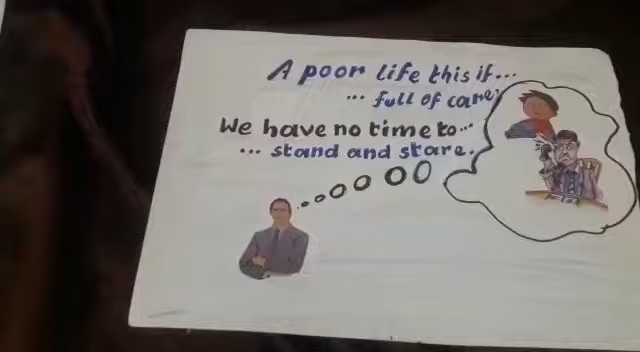 A poor life this if...
... full of care,
We have no time to...
... stand and stare.